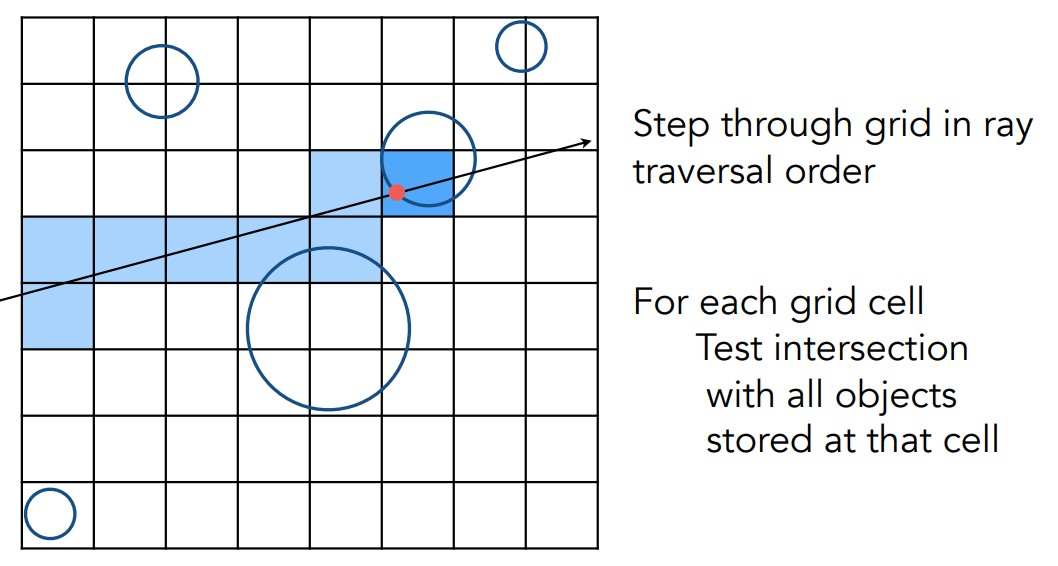 Step through grid in ray
traversal order
For each grid cell
Test intersection
with all objects
stored at that cell